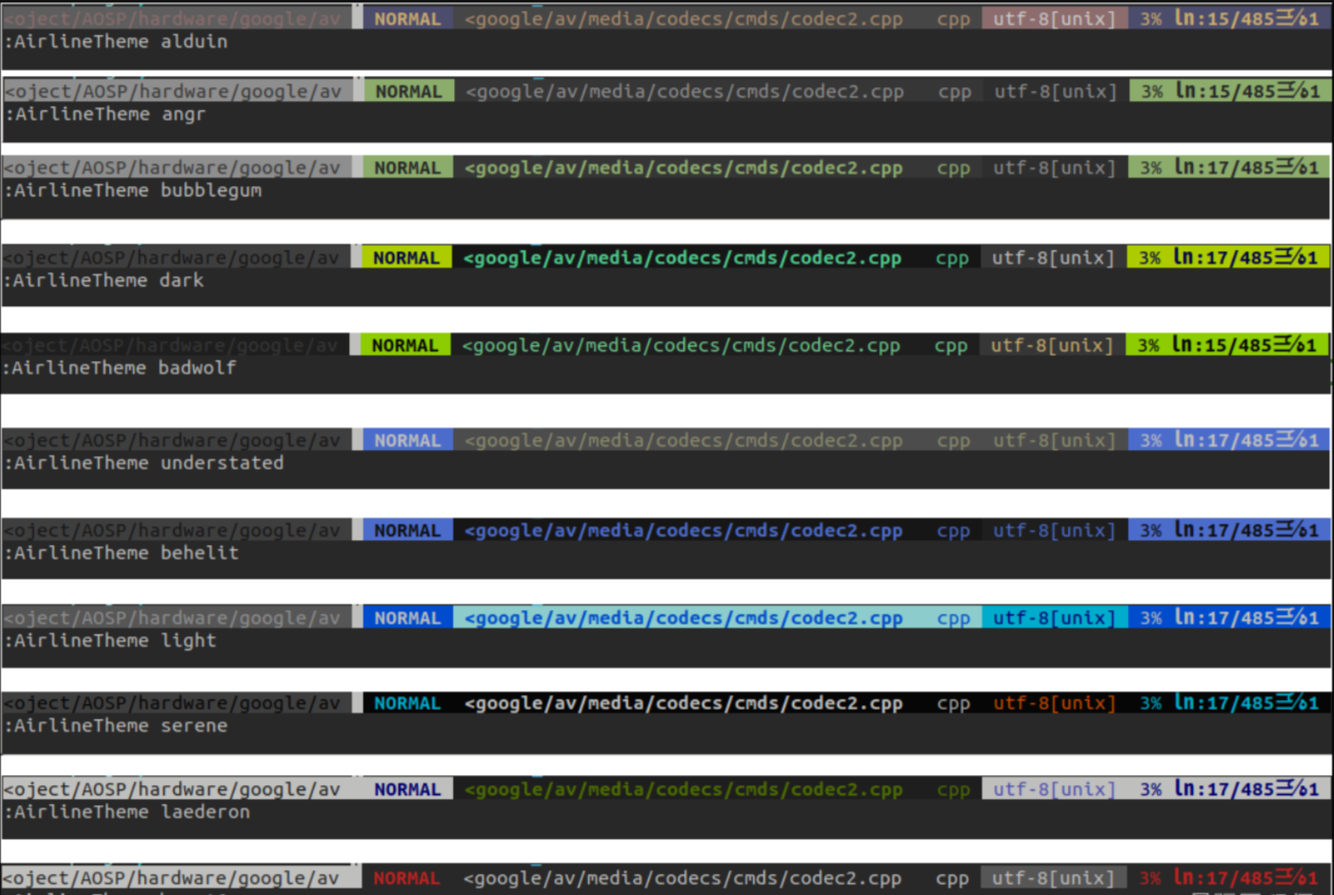 <oject/AOSP/hardware/google/av NORMAL <google/av/media/codecs/cmds/codec2.cpp cpp utf-8[unix] 3% ln:15/485☰℅61
:AirlineTheme alduin
<oject/AOSP/hardware/google/av NORMAL <google/av/media/codecs/cmds/codec2.cpp cpp utf-8[unix] 3% ln:15/485☰℅61
:AirlineTheme angr
<oject/AOSP/hardware/google/av NORMAL <google/av/media/codecs/cmds/codec2.cpp cpp utf-8[unix] 3% ln:17/485☰℅61
:AirlineTheme bubblegum
<oject/AOSP/hardware/google/av NORMAL <google/av/media/codecs/cmds/codec2.cpp cpp utf-8[unix] 3% ln:17/485☰℅61
:AirlineTheme dark
<oject/AOSP/hardware/google/av NORMAL <google/av/media/codecs/cmds/codec2.cpp cpp utf-8[unix] 3% ln:15/485☰℅61
:AirlineTheme badwolf
<oject/AOSP/hardware/google/av NORMAL <google/av/media/codecs/cmds/codec2.cpp cpp utf-8[unix] 3% ln:17/485☰℅61
:AirlineTheme understated
<oject/AOSP/hardware/google/av NORMAL <google/av/media/codecs/cmds/codec2.cpp cpp utf-8[unix] 3% ln:17/485☰℅61
:AirlineTheme behelit
<oject/AOSP/hardware/google/av NORMAL <google/av/media/codecs/cmds/codec2.cpp cpp utf-8[unix] 3% ln:17/485☰℅61
:AirlineTheme light
<oject/AOSP/hardware/google/av NORMAL <google/av/media/codecs/cmds/codec2.cpp cpp utf-8[unix] 3% ln:17/485☰℅61
:AirlineTheme serene
<oject/AOSP/hardware/google/av NORMAL <google/av/media/codecs/cmds/codec2.cpp cpp utf-8[unix] 3% ln:17/485☰℅61
:AirlineTheme laederon
<oject/AOSP/hardware/google/av NORMAL <google/av/media/codecs/cmds/codec2.cpp cpp utf-8[unix] 3% ln:17/485☰℅61